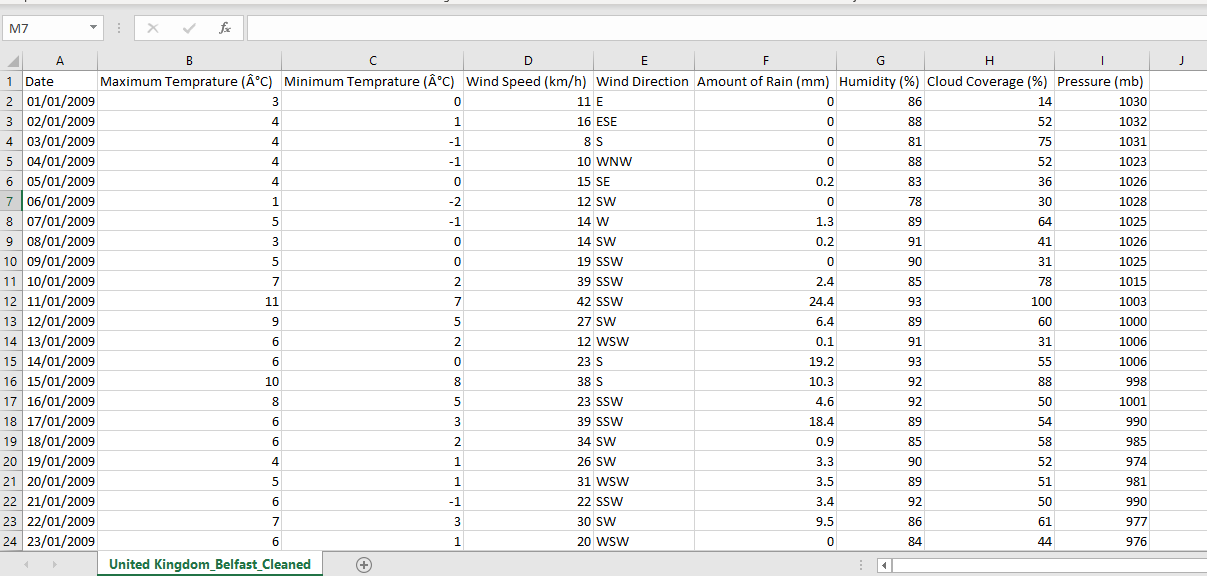 M7 fx
A B C D E F G H I J
1 Date Maximum Temprature (Â°C) Minimum Temprature (Â°C) Wind Speed (km/h) Wind Direction Amount of Rain (mm) Humidity (%) Cloud Coverage (%) Pressure (mb)
2 01/01/2009 3 0 11 E 0 86 14 1030
3 02/01/2009 4 1 16 ESE 0 88 52 1032
4 03/01/2009 4 -1 8 S 0 81 75 1031
5 04/01/2009 4 -1 10 WNW 0 88 52 1023
6 05/01/2009 4 0 15 SE 0.2 83 36 1026
7 06/01/2009 1 -2 12 SW 0 78 30 1028
8 07/01/2009 5 -1 14 W 1.3 89 64 1025
9 08/01/2009 3 0 14 SW 0.2 91 41 1026
10 09/01/2009 5 0 19 SSW 0 90 31 1025
11 10/01/2009 7 2 39 SSW 2.4 85 78 1015
12 11/01/2009 11 7 42 SSW 24.4 93 100 1003
13 12/01/2009 9 5 27 SW 6.4 89 60 1000
14 13/01/2009 6 2 12 WSW 0.1 91 31 1006
15 14/01/2009 6 0 23 S 19.2 93 55 1006
16 15/01/2009 10 8 38 S 10.3 92 88 998
17 16/01/2009 8 5 23 SSW 4.6 92 50 1001
18 17/01/2009 6 3 39 SSW 18.4 89 54 990
19 18/01/2009 6 2 34 SW 0.9 85 58 985
20 19/01/2009 4 1 26 SW 3.3 90 52 974
21 20/01/2009 5 1 31 WSW 3.5 89 51 981
22 21/01/2009 6 -1 22 SSW 3.4 92 50 990
23 22/01/2009 7 3 30 SW 9.5 86 61 977
24 23/01/2009 6 1 20 WSW 0 84 44 976
United Kingdom_Belfast_Cleaned